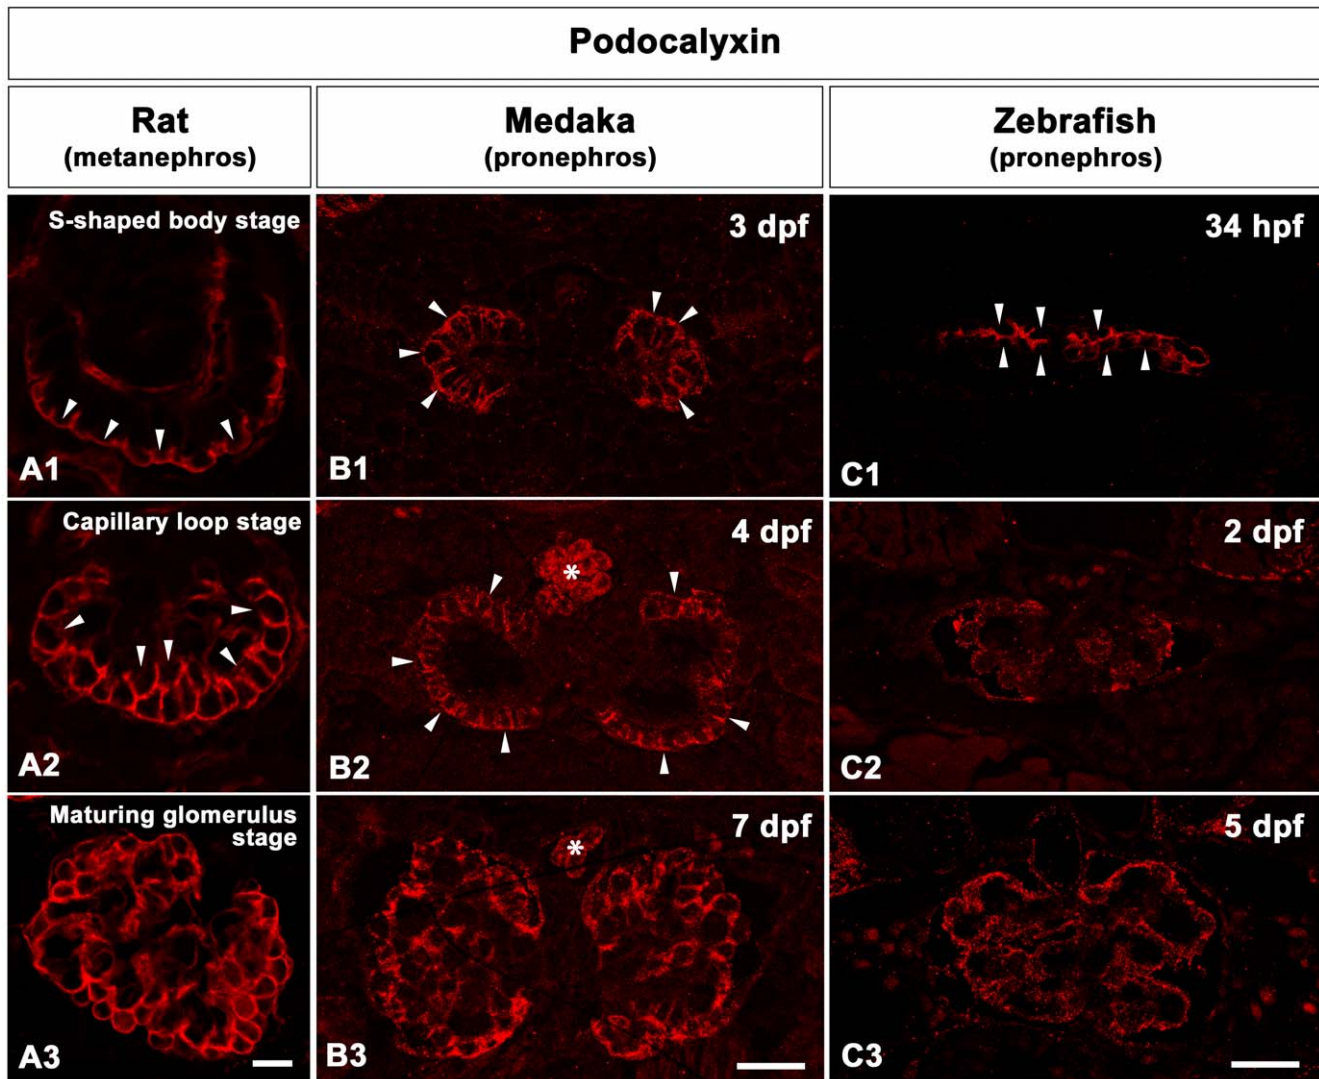 Podocalyxin
Rat
(metanephros)
Medaka
(pronephros)
Zebrafish
(pronephros)
S-shaped body stage
A1
3 dpf
B1
34 hpf
C1
Capillary loop stage
A2
4 dpf
*
B2
2 dpf
C2
Maturing glomerulus
stage
A3
7 dpf
*
B3
5 dpf
C3